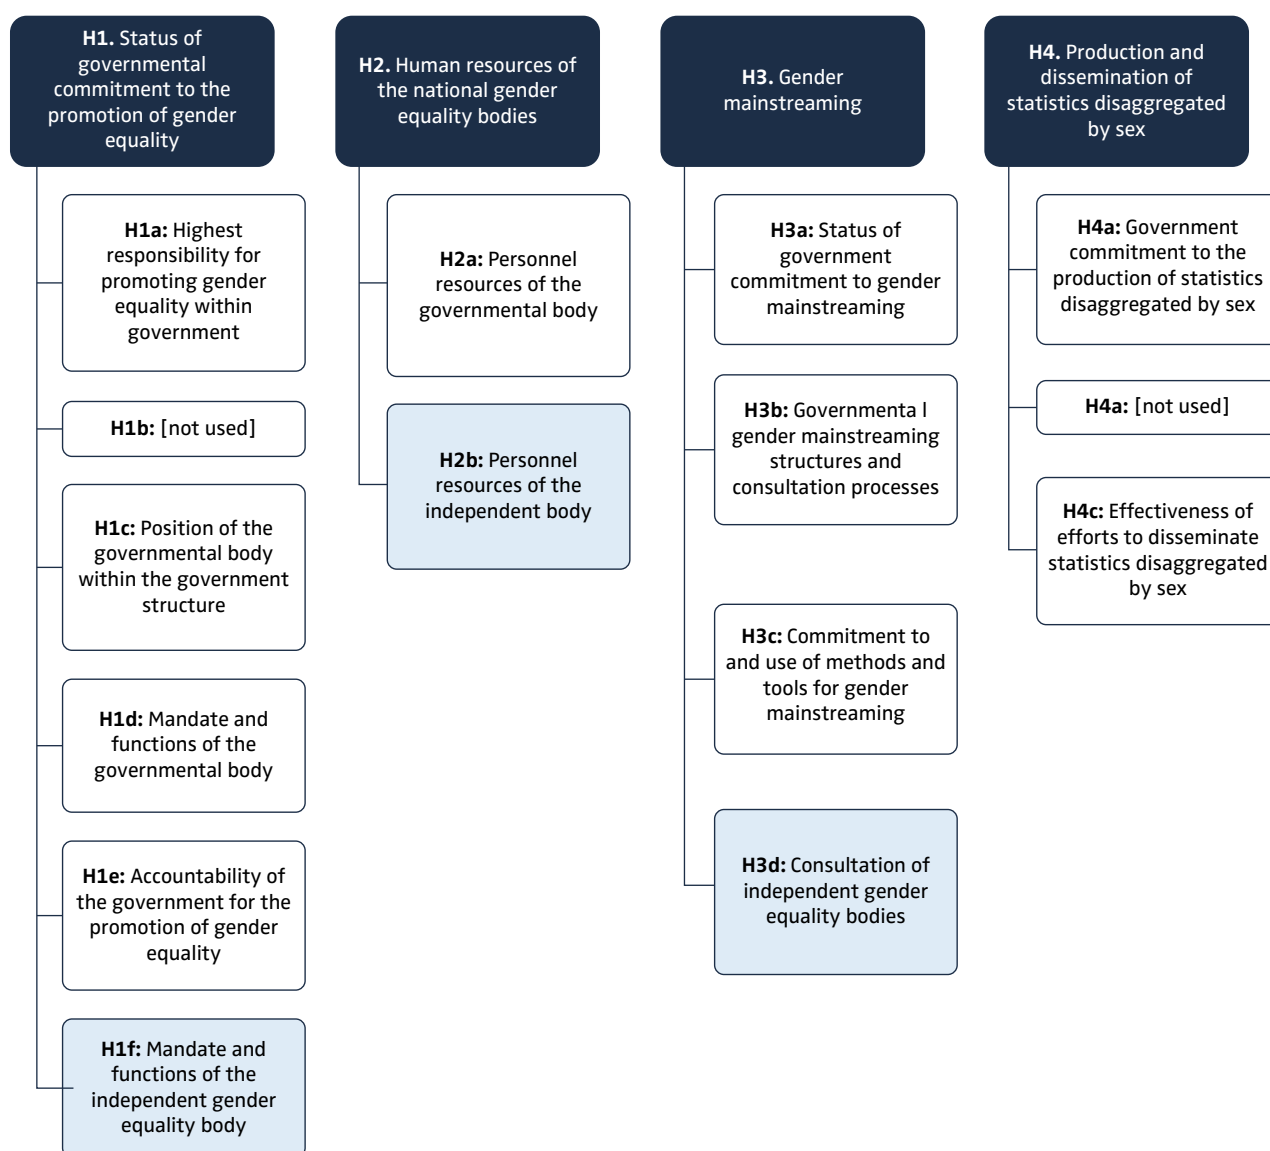 H1. Status of
governmental
commitment to the
promotion of gender
equality
H1a: Highest
responsibility for
promoting gender
equality within
government
H1b: [not used]
H1c: Position of the
governmental body
within the government
structure
H1d: Mandate and
functions of the
governmental body
H1e: Accountability of
the government for the
promotion of gender
equality
H1f: Mandate and
functions of the
independent gender
equality body
H2. Human resources of
the national gender
equality bodies
H2a: Personnel
resources of the
governmental body
H2b: Personnel
resources of the
independent body
H3. Gender
mainstreaming
H3a: Status of
government
commitment to gender
mainstreaming
H3b: Governmenta l
gender mainstreaming
structures and
consultation processes
H3c: Commitment to
and use of methods and
tools for gender
mainstreaming
H3d: Consultation of
independent gender
equality bodies
H4. Production and
dissemination of
statistics disaggregated
by sex
H4a: Government
commitment to the
production of statistics
disaggregated by sex
H4a: [not used]
H4c: Effectiveness of
efforts to disseminate
statistics disaggregated
by sex